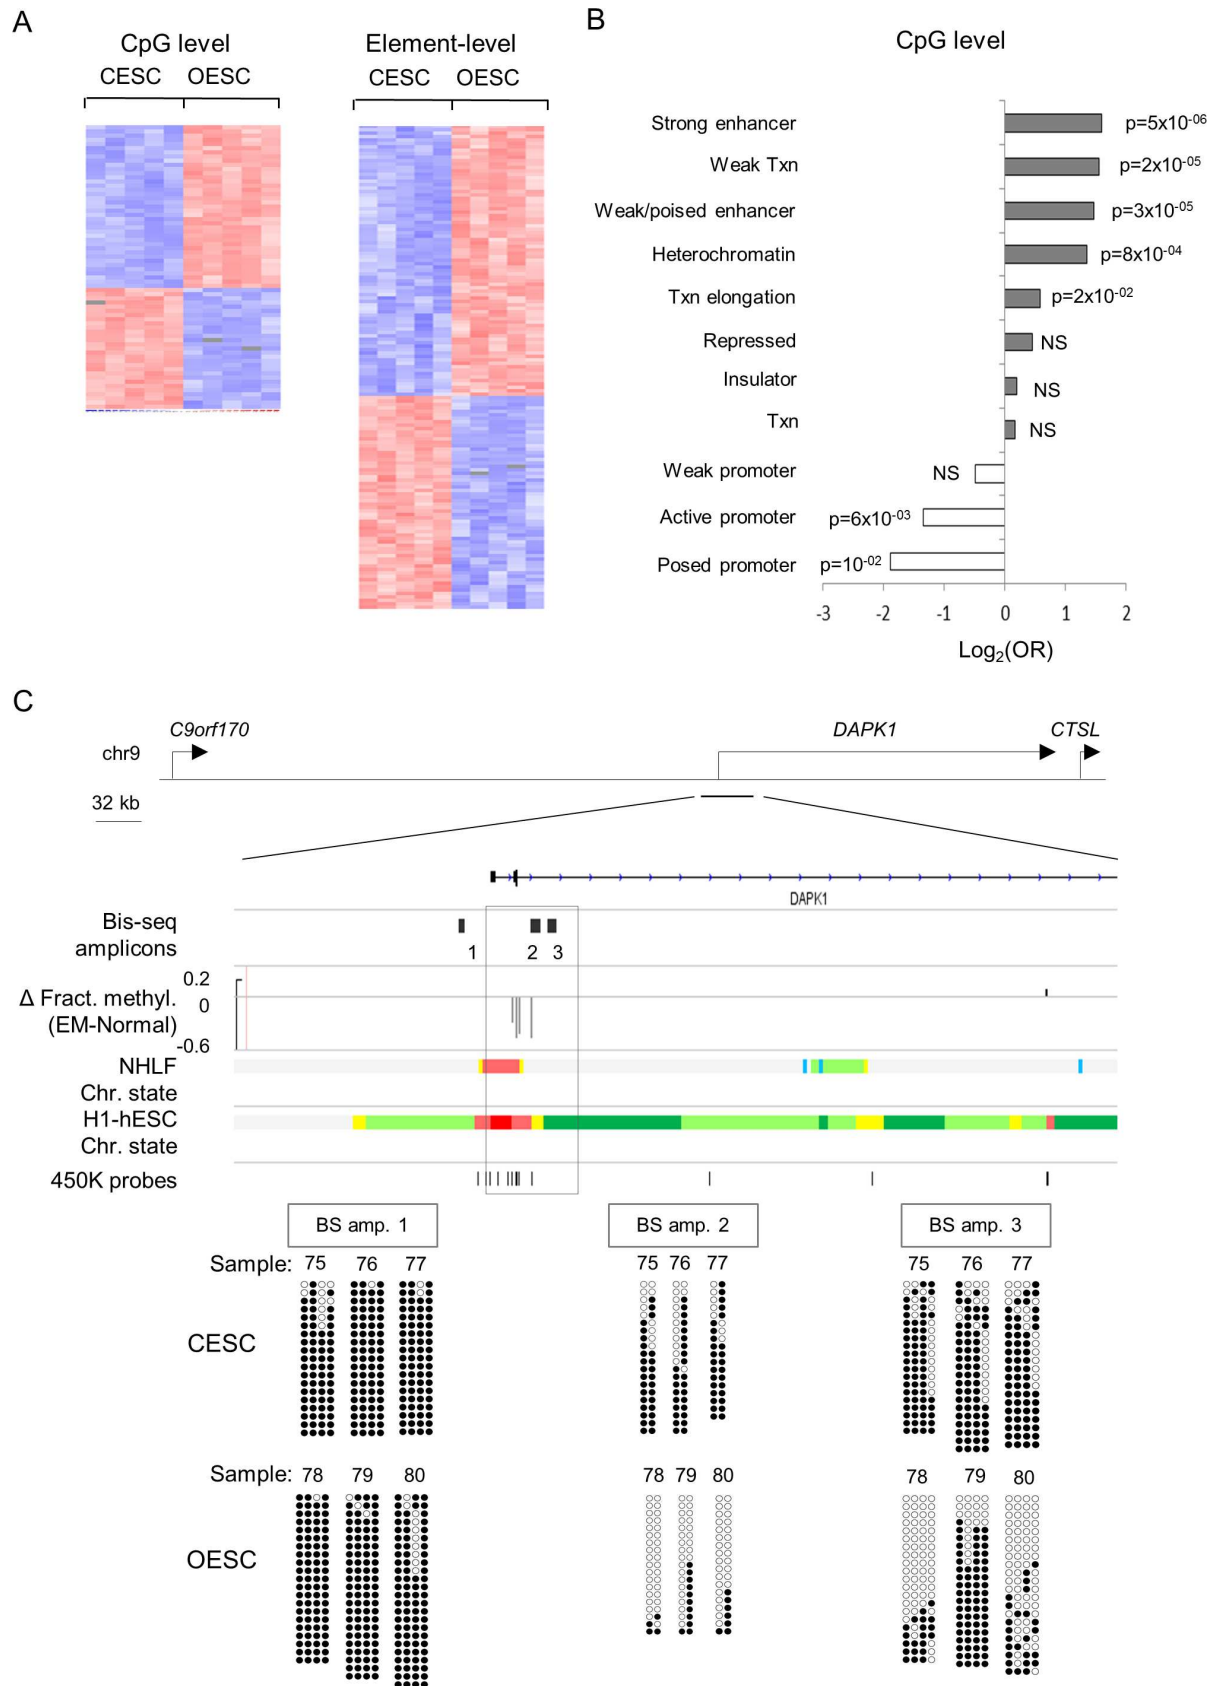 A
CpG level
CESC OESC
Element-level
CESC OESC
B
CpG level
Strong enhancer p=5x10-06
Weak Txn p=2x10-05
Weak/poised enhancer p=3x10-05
Heterochromatin p=8x10-04
Txn elongation p=2x10-02
Repressed NS
Insulator NS
Txn NS
Weak promoter NS
Active promoter p=6x10-03
Posed promoter p=10-02
-3 -2 -1 0 1 2
Log2(OR)
C
C9orf170 DAPK1 CTSL
chr9
32 kb
DAPK1
Bis-seq
amplicons
1 2 3
0.2
Δ Fract. methyl. 0
(EM-Normal)
-0.6
NHLF
Chr. state
H1-hESC
Chr. state
450K probes
BS amp. 1 BS amp. 2 BS amp. 3
Sample: 75 76 77 75 76 77 75 76 77
CESC
Sample: 78 79 80 78 79 80 78 79 80
OESC